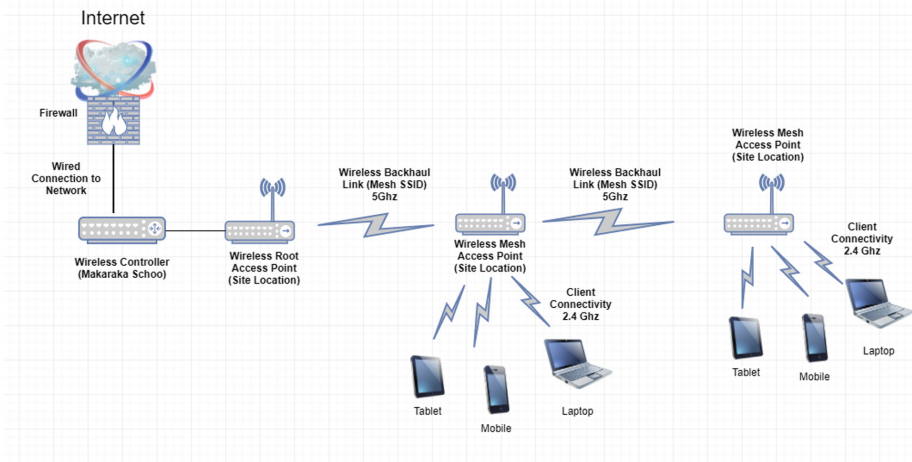 Internet
Firewall
Wired
Connection to
Network
Wireless Controller
(Makaraka Schoo)
Wireless Root
Access Point
(Site Location)
Wireless Backhaul
Link (Mesh SSID)
5Ghz
Wireless Mesh
Access Point
(Site Location)
Client
Connectivity
2.4 Ghz
Tablet
Mobile
Laptop
Wireless Backhaul
Link (Mesh SSID)
5Ghz
Wireless Mesh
Access Point
(Site Location)
Client
Connectivity
2.4 Ghz
Tablet
Mobile
Laptop